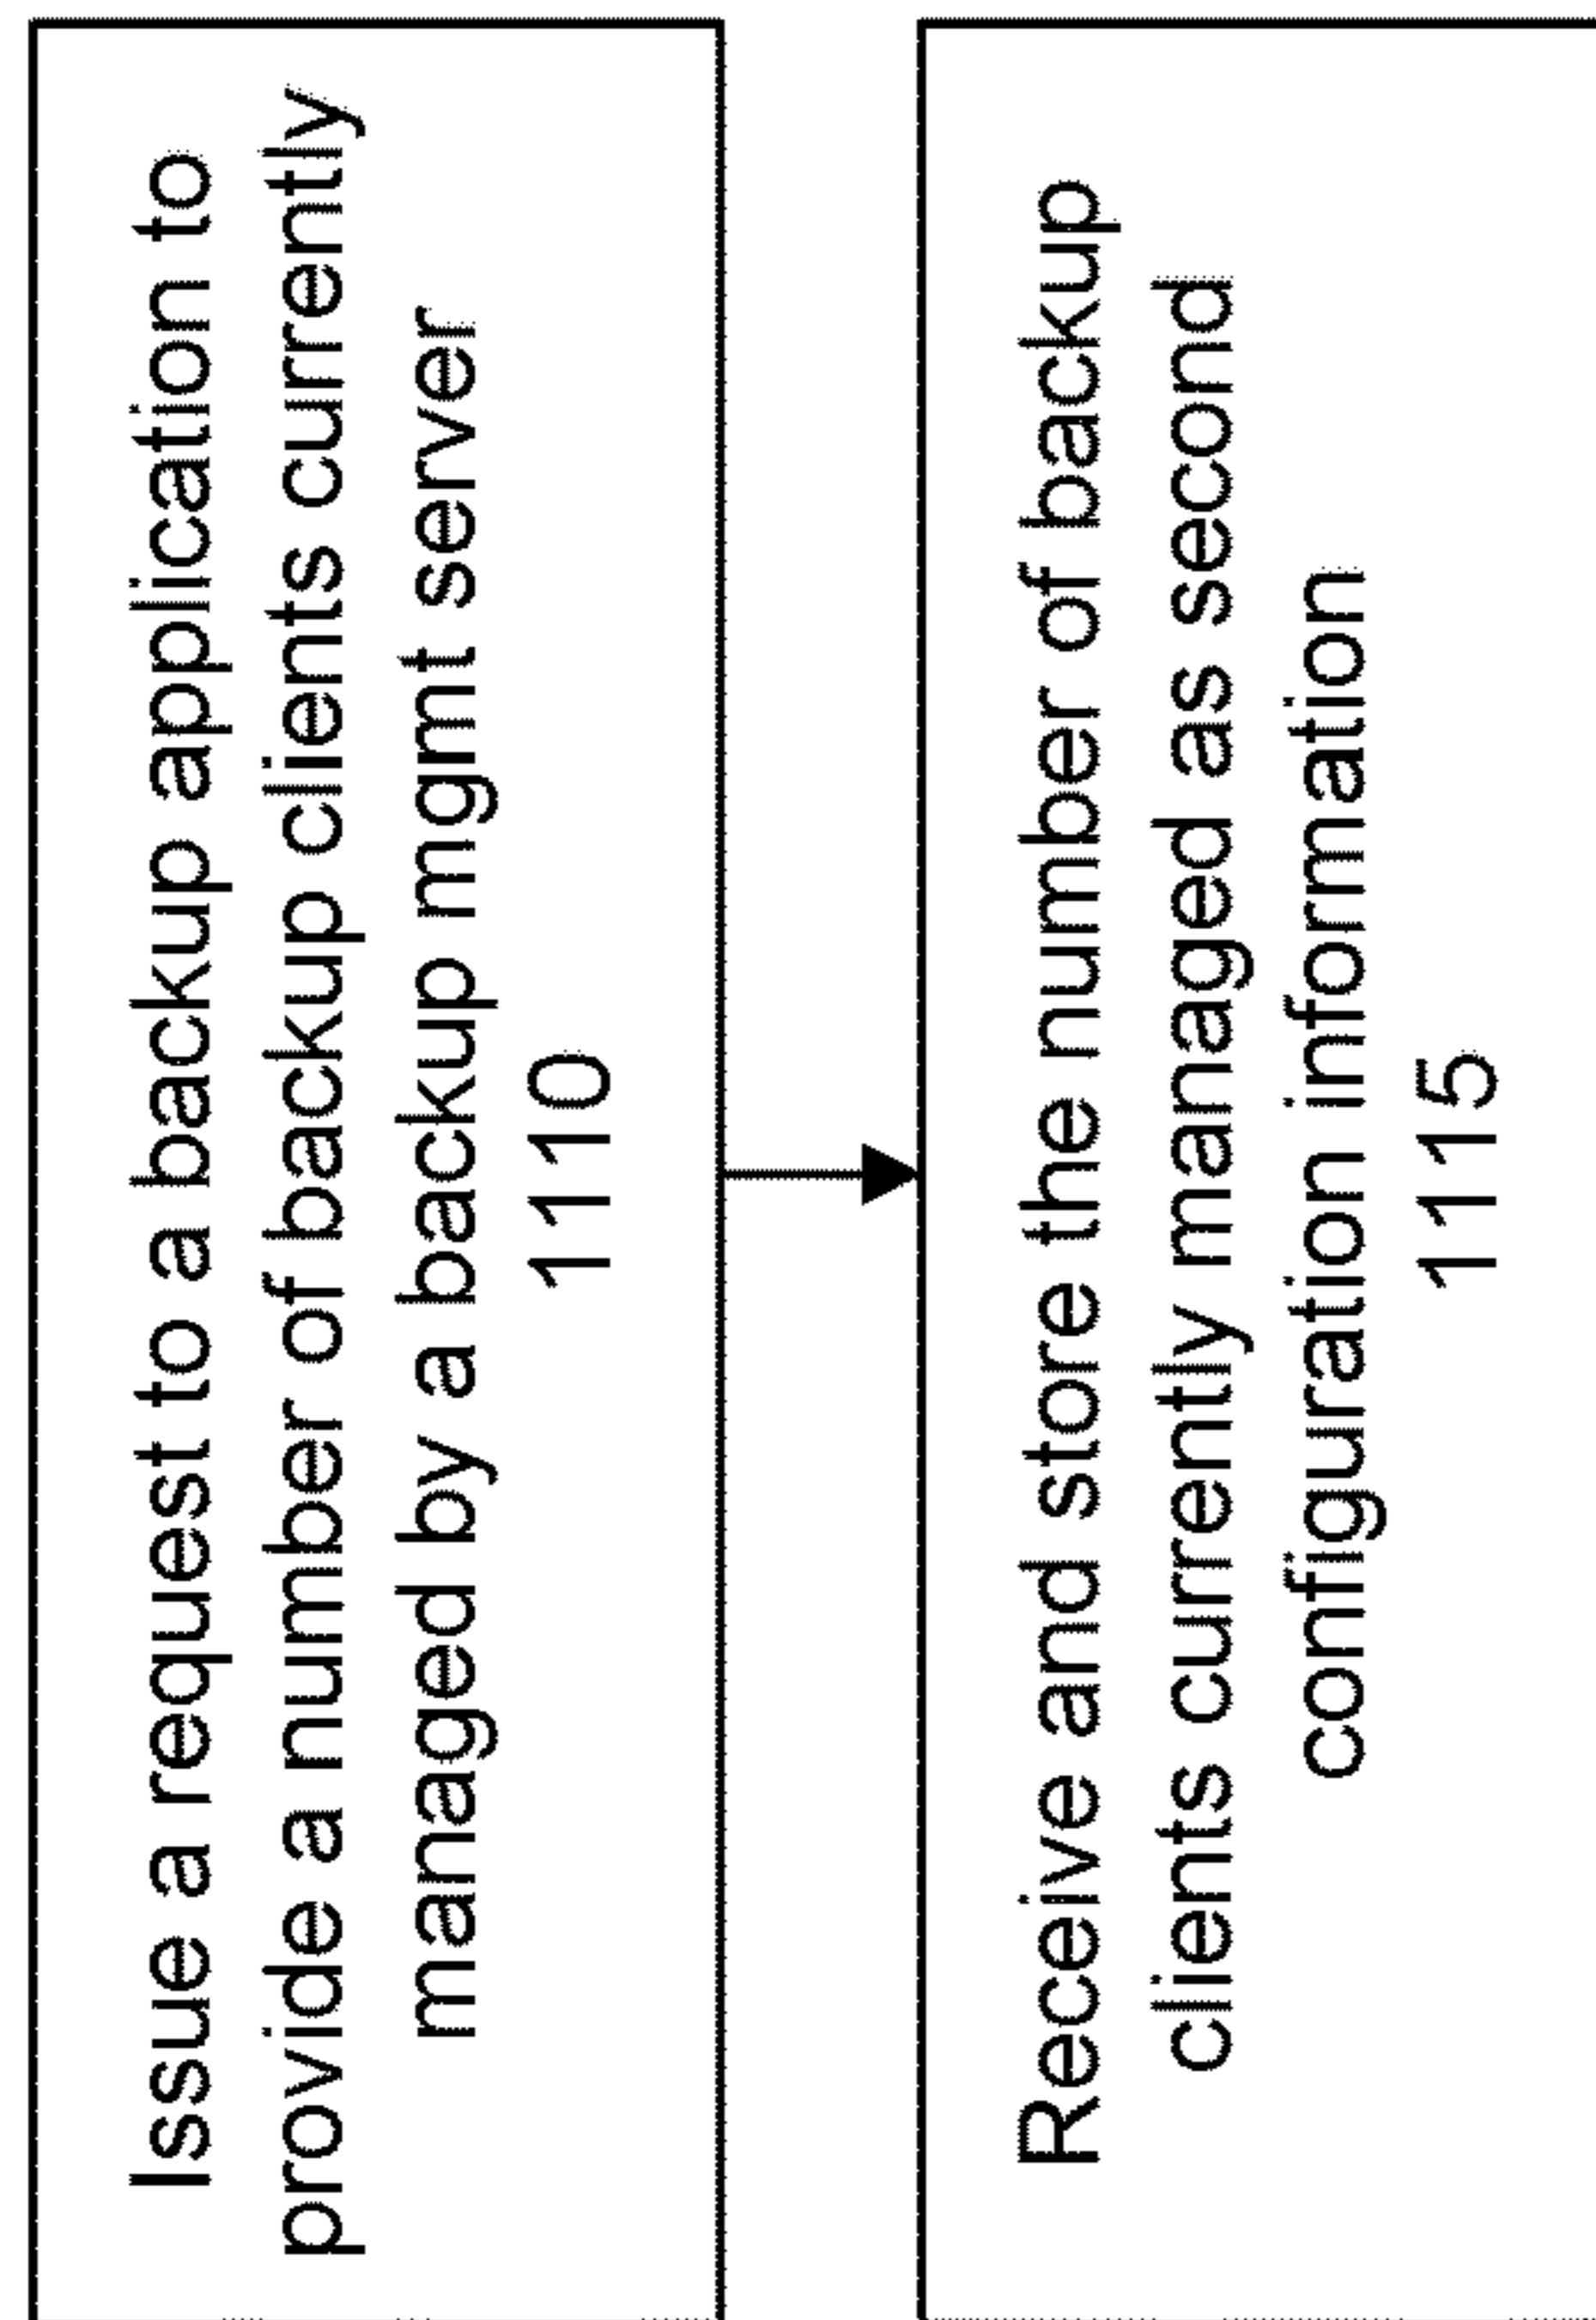 Issue a request to a backup application to
provide a number of backup clients currently
managed by a backup mgmt server
1110
Receive and store the number of backup
clients currently managed as second
configuration information
1115